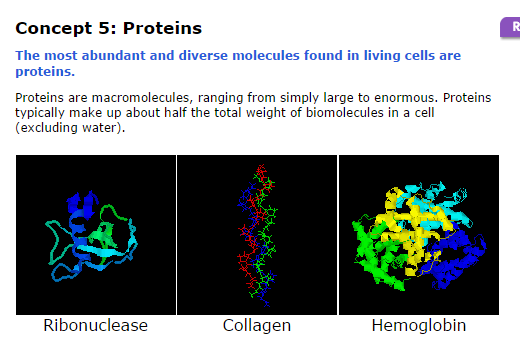 Concept 5: Proteins
R
The most abundant and diverse molecules found in living cells are
proteins.
Proteins are macromolecules, ranging from simply large to enormous. Proteins
typically make up about half the total weight of biomolecules in a cell
(excluding water).
Ribonuclease
Collagen
Hemoglobin